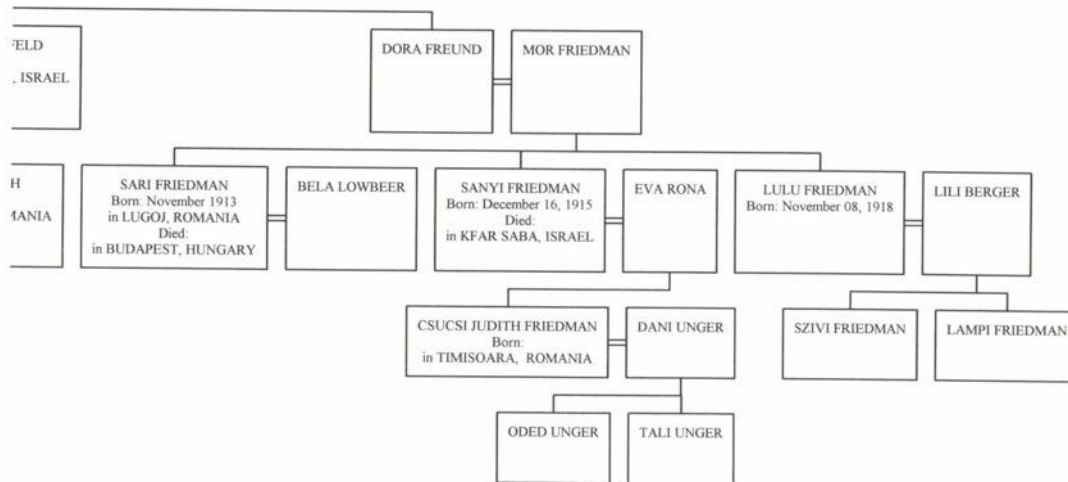 FELD
, ISRAEL
DORA FREUND
MOR FRIEDMAN
H
MANIA
SARI FRIEDMAN
Born: November 1913
in LUGOJ, ROMANIA
Died:
in BUDAPEST, HUNGARY
BELA LOWBEER
SANYI FRIEDMAN
Born: December 16, 1915
Died:
in KFAR SABA, ISRAEL
EVA RONA
LULU FRIEDMAN
Born: November 08, 1918
LILI BERGER
CSUCSI JUDITH FRIEDMAN
Born:
in TIMISOARA, ROMANIA
DANI UNGER
SZIVI FRIEDMAN
LAMPI FRIEDMAN
ODED UNGER
TALI UNGER